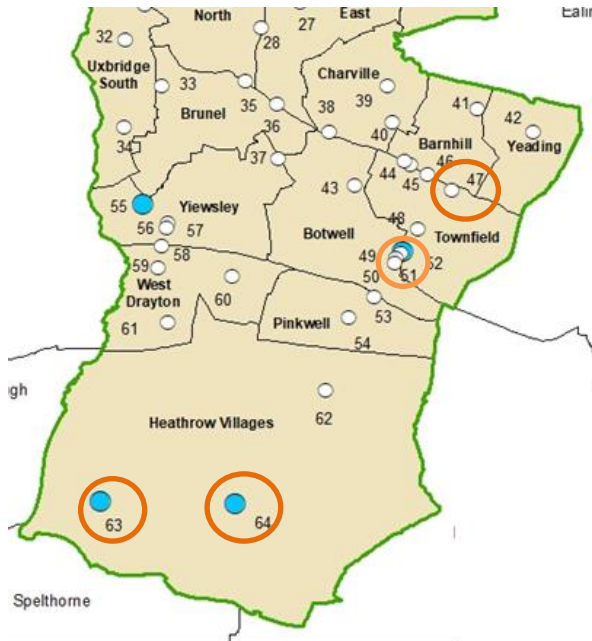 North
East
Ealin
28
27
32
Uxbridge
South
Charville
33
35
39
41
42
Brunel
36
38
40
Barnhill
Yeading
34
37
44
46
45
47
43
55
Yiewsley
56
57
48
Botwell
Townfield
58
49
52
59
51
West
Drayton
60
50
53
61
Pinkwell
54
gh
62
Heathrow Villages
63
64
Spelthorne